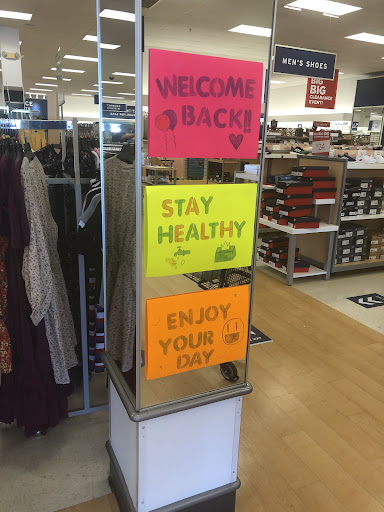 MEN'S SHOES
BIG
BIG
CLEARANCE
EVENT!
WELCOME
BACK!!
STAY
HEALTHY
ENJOY
YOUR
DAY